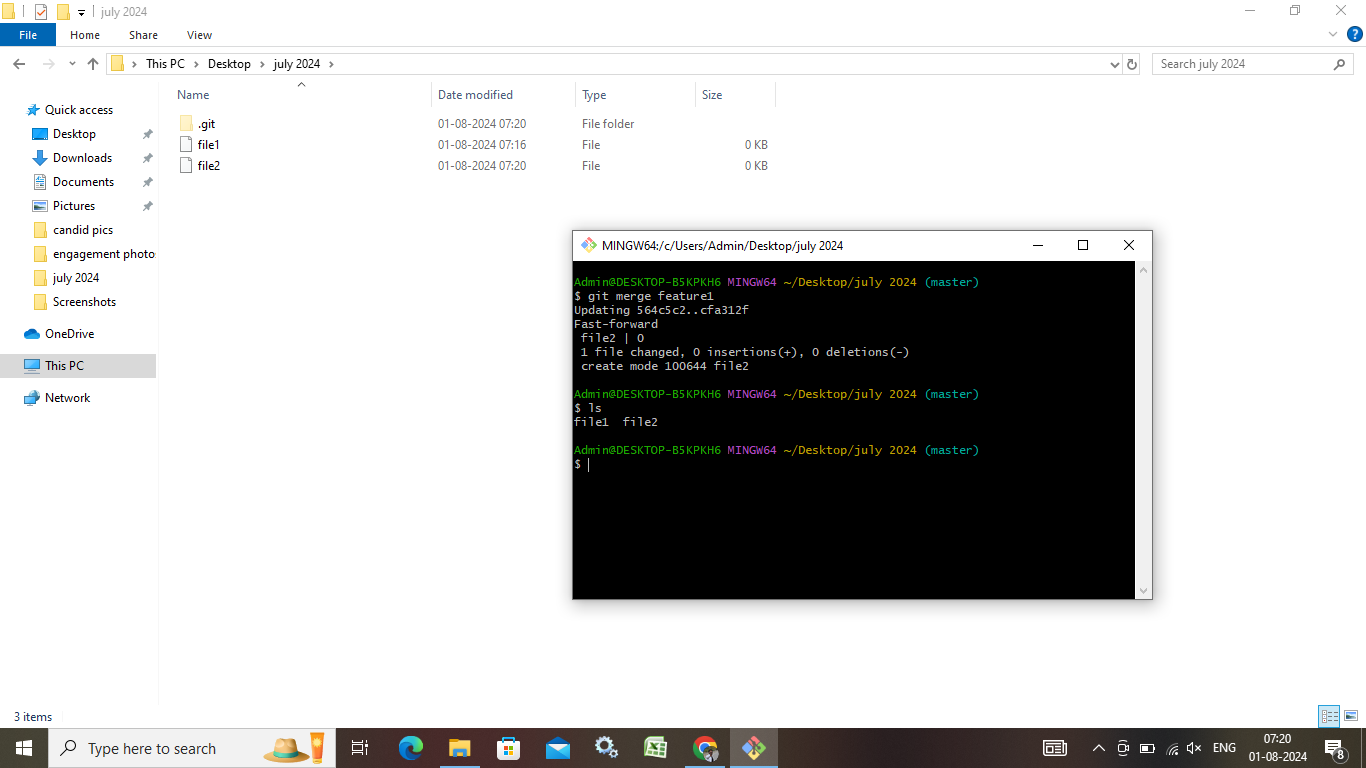 july 2024
File Home Share View
This PC Desktop july 2024
Search july 2024
Name Date modified Type Size
.git 01-08-2024 07:20 File folder
file1 01-08-2024 07:16 File 0 KB
file2 01-08-2024 07:20 File 0 KB
Quick access
Desktop
Downloads
Documents
Pictures
candid pics
engagement photo
july 2024
Screenshots
OneDrive
This PC
Network
MINGW64:/c/Users/Admin/Desktop/july 2024
Admin@DESKTOP-B5KPKH6 MINGW64 ~/Desktop/july 2024 (master)
$ git merge feature1
Updating 564c5c2..cfa312f
Fast-forward
file2 | 0
1 file changed, 0 insertions(+), 0 deletions(-)
create mode 100644 file2
Admin@DESKTOP-B5KPKH6 MINGW64 ~/Desktop/july 2024 (master)
$ ls
file1 file2
Admin@DESKTOP-B5KPKH6 MINGW64 ~/Desktop/july 2024 (master)
$
3 items
Type here to search
ENG
07:20
01-08-2024
8